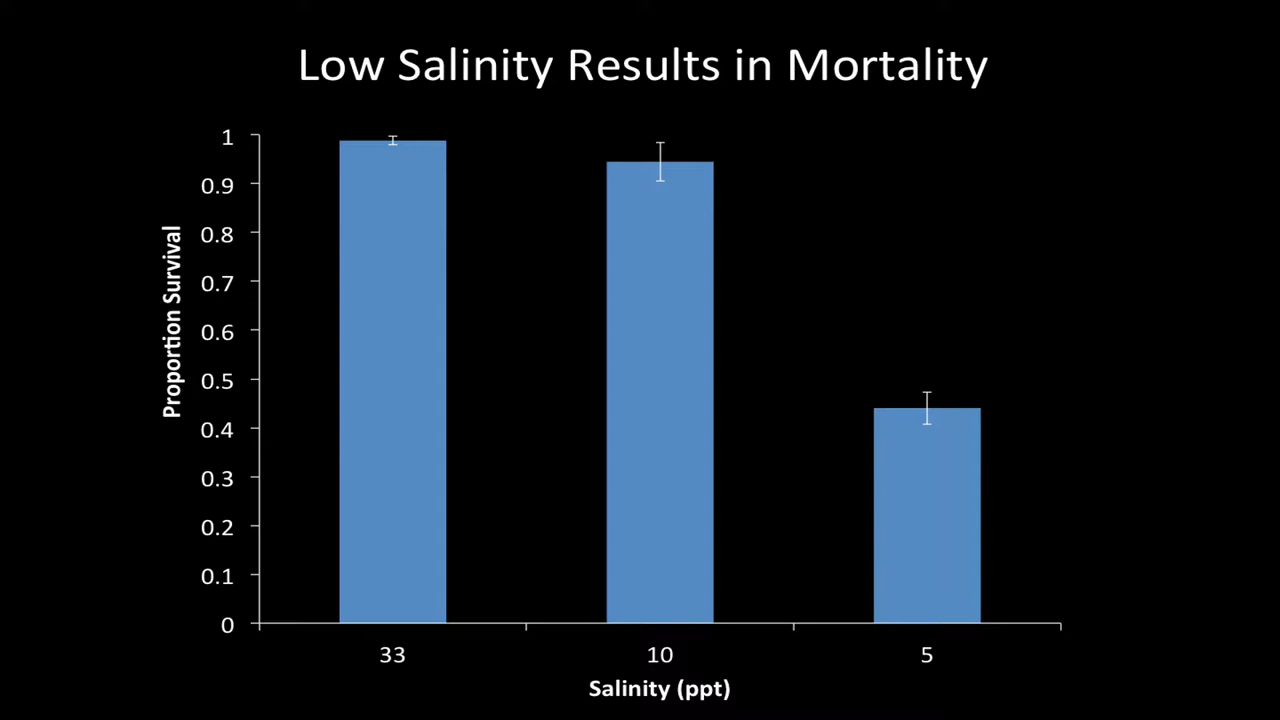 Low Salinity Results in Mortality
1
0.9
0.8
0.7
0.6
0.5
0.4
0.3
0.2
0.1
0
Proportion Survival
33 10 5
Salinity (ppt)